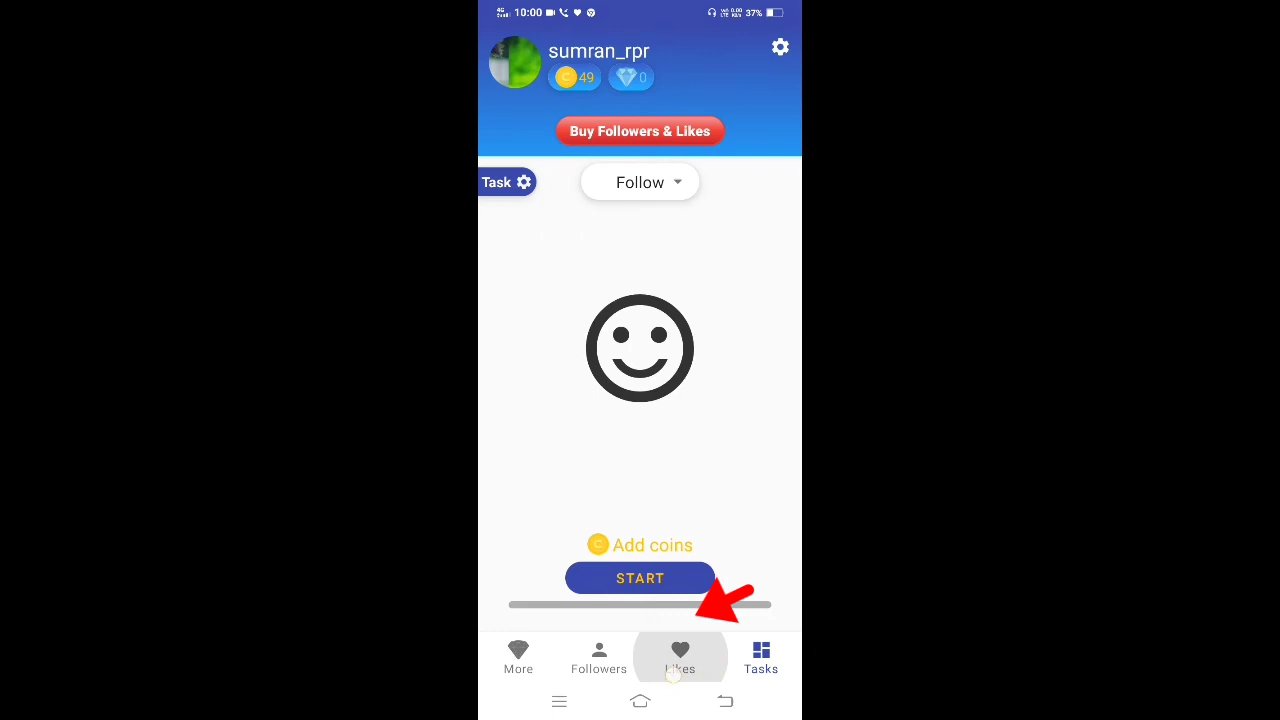 10:00
37%
sumran_rpr
49
0
Buy Followers & Likes
Task
Follow
Add coins
START
More
Followers
Likes
Tasks